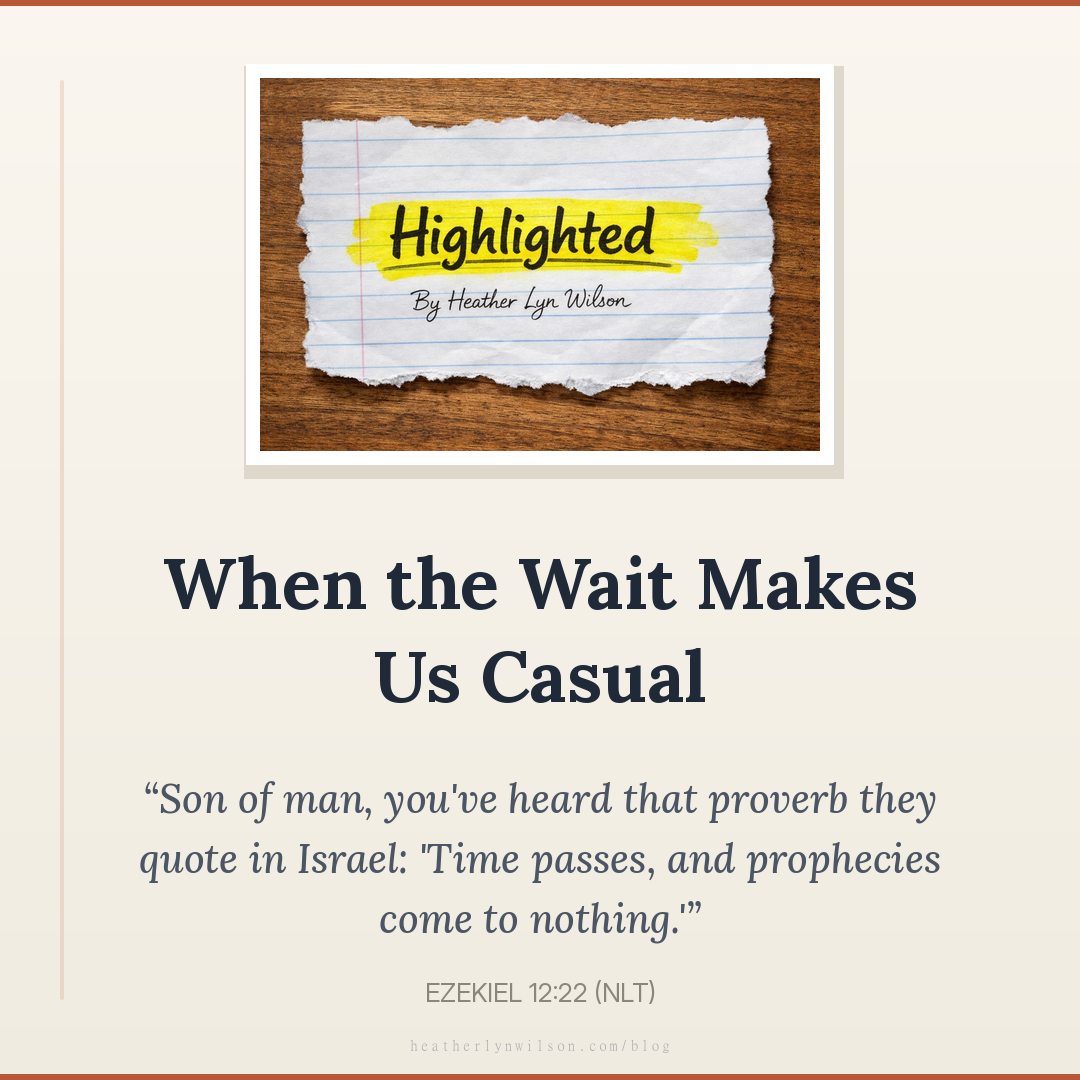 Highlighted
By Heather Lyn Wilson
When the Wait Makes
Us Casual
“Son of man, you've heard that proverb they
quote in Israel: 'Time passes, and prophecies
come to nothing.'”
EZEKIEL 12:22 (NLT)
heatherlynwilson.com/blog